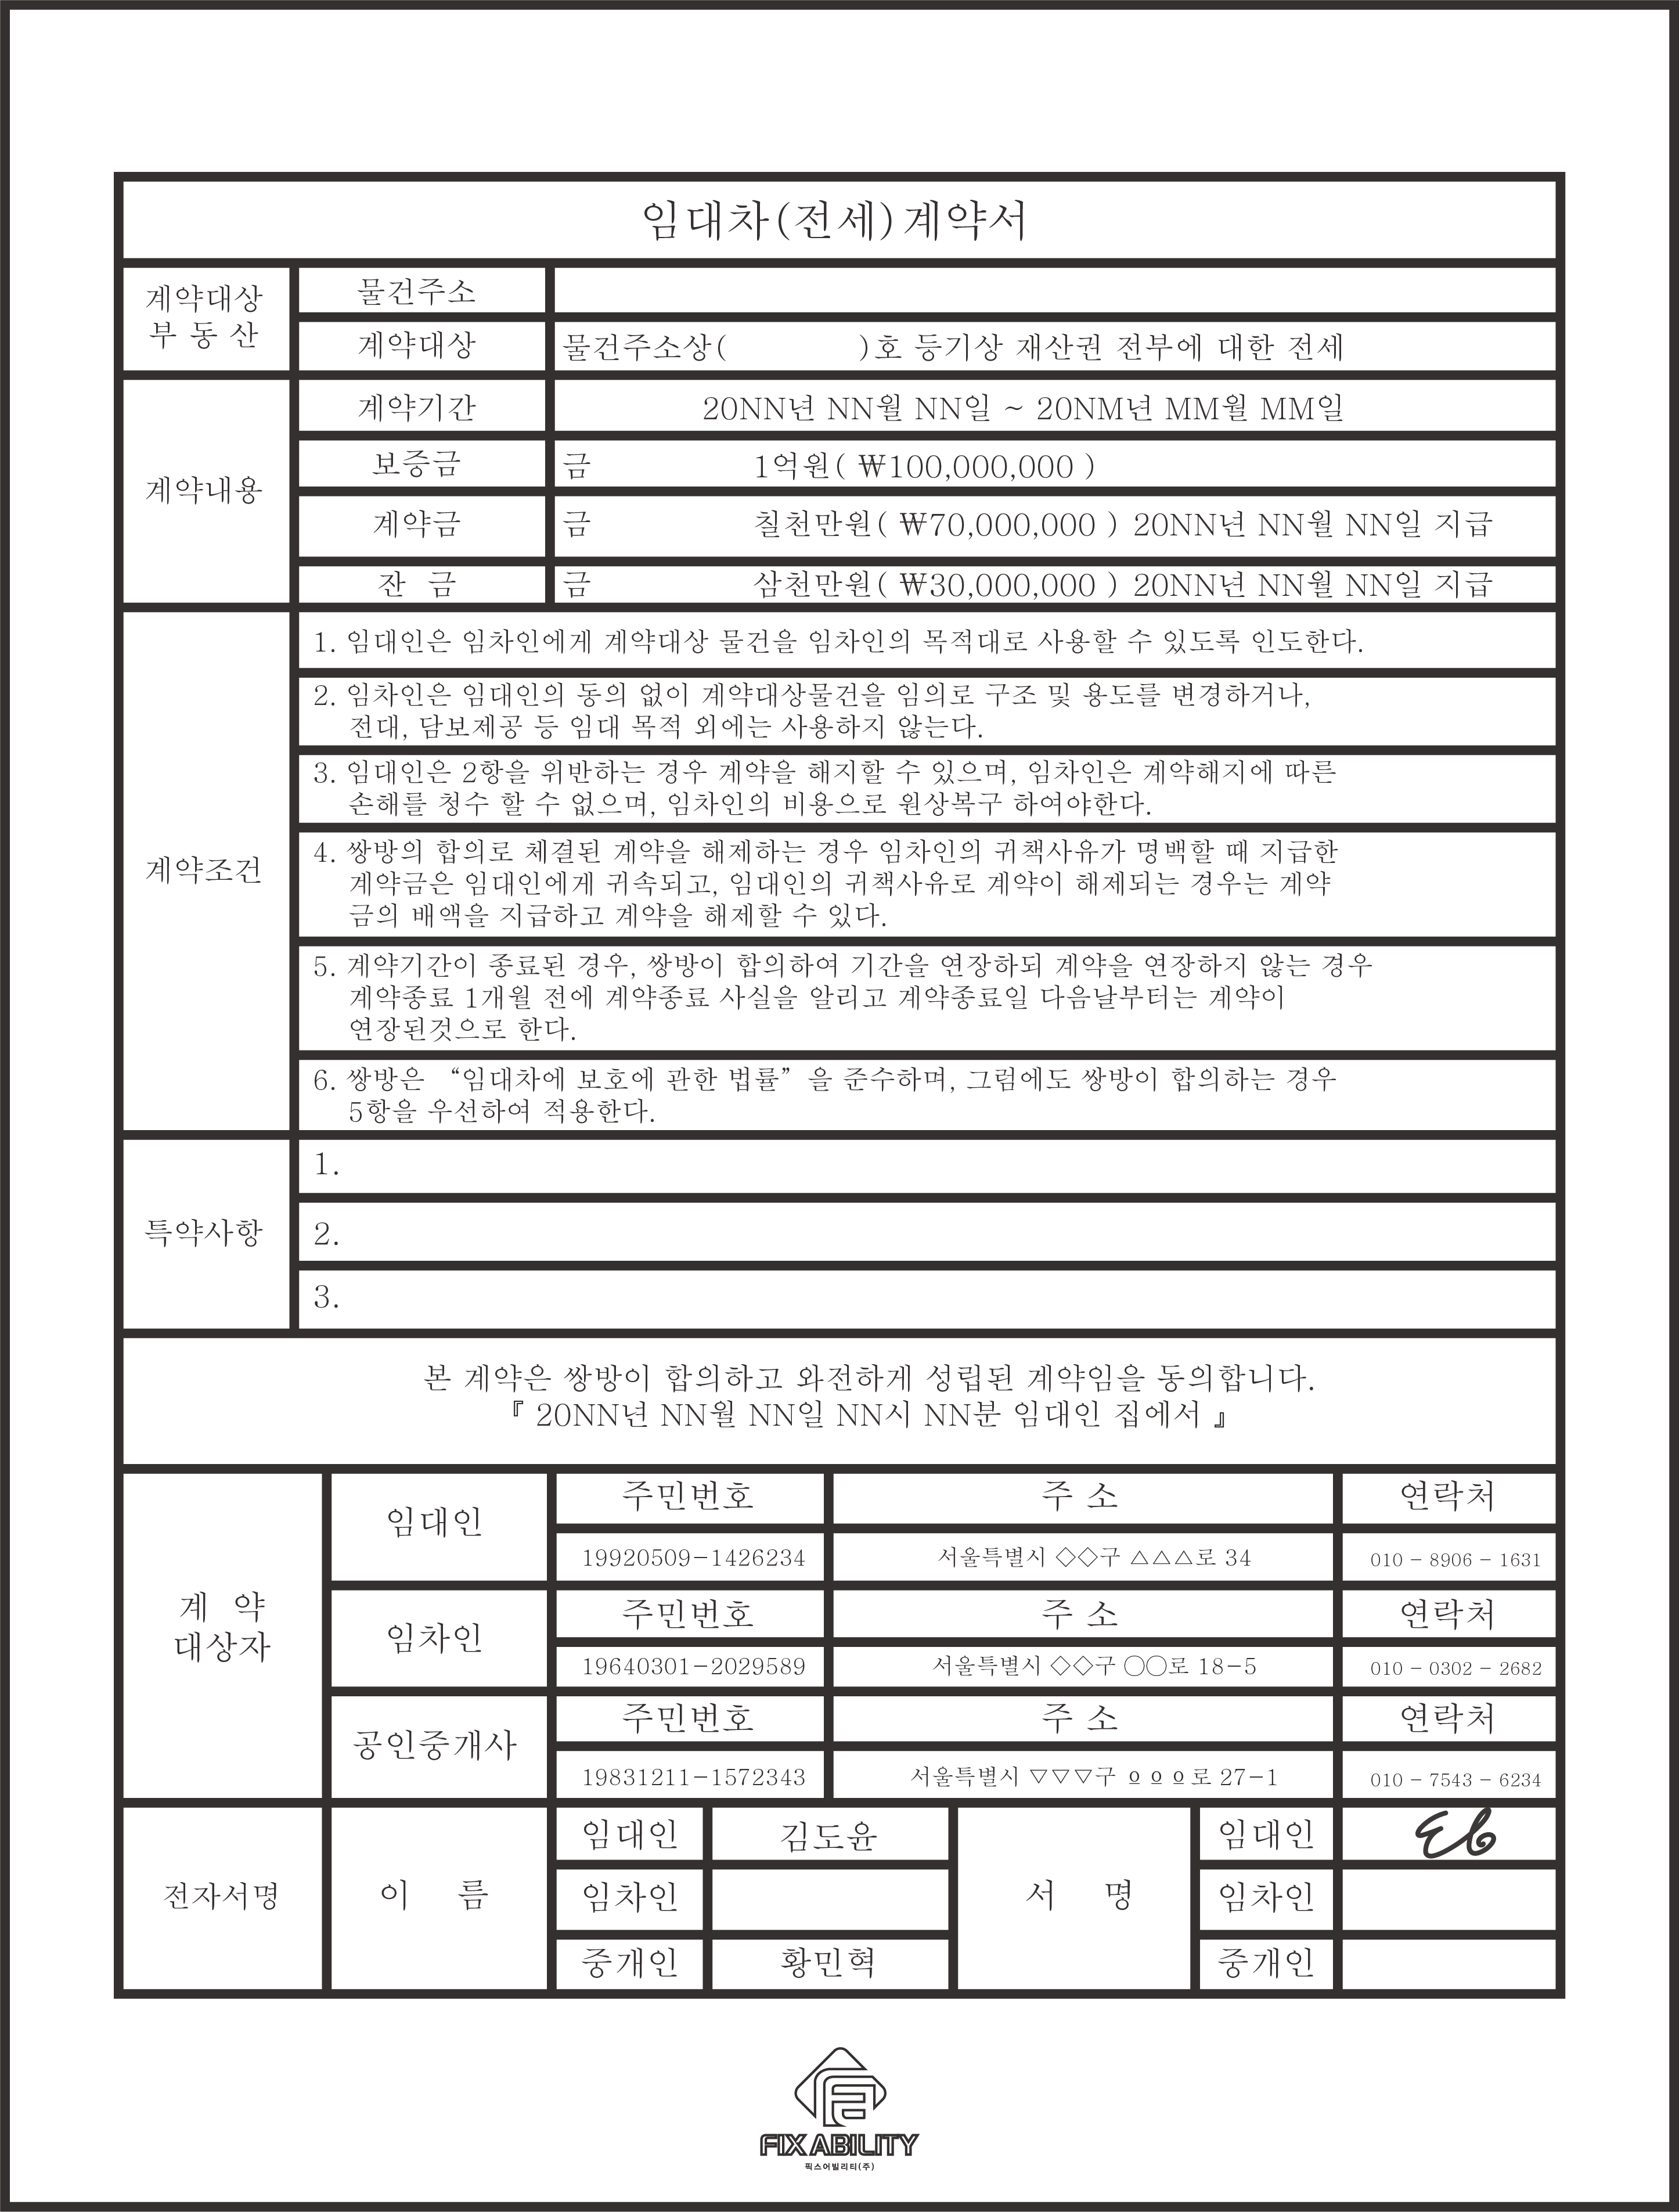 임대차(전세)계약서
계약대상
부 동 산
물건주소
계약대상
물건주소상( )호 등기상 재산권 전부에 대한 전세
계약내용
계약기간
20NN년 NN월 NN일 ~ 20NM년 MM월 MM일
보증금
금 1억원( ₩100,000,000 )
계약금
금 칠천만원( ₩70,000,000 ) 20NN년 NN월 NN일 지급
잔 금
금 삼천만원( ₩30,000,000 ) 20NN년 NN월 NN일 지급
계약조건
1. 임대인은 임차인에게 계약대상 물건을 임차인의 목적대로 사용할 수 있도록 인도한다.
2. 임차인은 임대인의 동의 없이 계약대상물건을 임의로 구조 및 용도를 변경하거나,
전대, 담보제공 등 임대 목적 외에는 사용하지 않는다.
3. 임대인은 2항을 위반하는 경우 계약을 해지할 수 있으며, 임차인은 계약해지에 따른
손해를 청수 할 수 없으며, 임차인의 비용으로 원상복구 하여야한다.
4. 쌍방의 합의로 체결된 계약을 해제하는 경우 임차인의 귀책사유가 명백할 때 지급한
계약금은 임대인에게 귀속되고, 임대인의 귀책사유로 계약이 해제되는 경우는 계약
금의 배액을 지급하고 계약을 해제할 수 있다.
5. 계약기간이 종료된 경우, 쌍방이 합의하여 기간을 연장하되 계약을 연장하지 않는 경우
계약종료 1개월 전에 계약종료 사실을 알리고 계약종료일 다음날부터는 계약이
연장된것으로 한다.
6. 쌍방은 “임대차에 보호에 관한 법률” 을 준수하며, 그럼에도 쌍방이 합의하는 경우
5항을 우선하여 적용한다.
특약사항
1.
2.
3.
본 계약은 쌍방이 합의하고 와전하게 성립된 계약임을 동의합니다.
『 20NN년 NN월 NN일 NN시 NN분 임대인 집에서 』
계 약
대상자
임대인
주민번호 주 소 연락처
19920509-1426234 서울특별시 ◇◇구 △△△로 34 010 - 8906 - 1631
임차인
주민번호 주 소 연락처
19640301-2029589 서울특별시 ◇◇구 ○○로 18-5 010 - 0302 - 2682
공인중개사
주민번호 주 소 연락처
19831211-1572343 서울특별시 ▽▽▽구 ㅇㅇㅇ로 27-1 010 - 7543 - 6234
전자서명
이 름
임대인 김도윤
임차인
중개인 황민혁
서 명
임대인
임차인
중개인
FIXABILITY
픽스어빌리티(주)